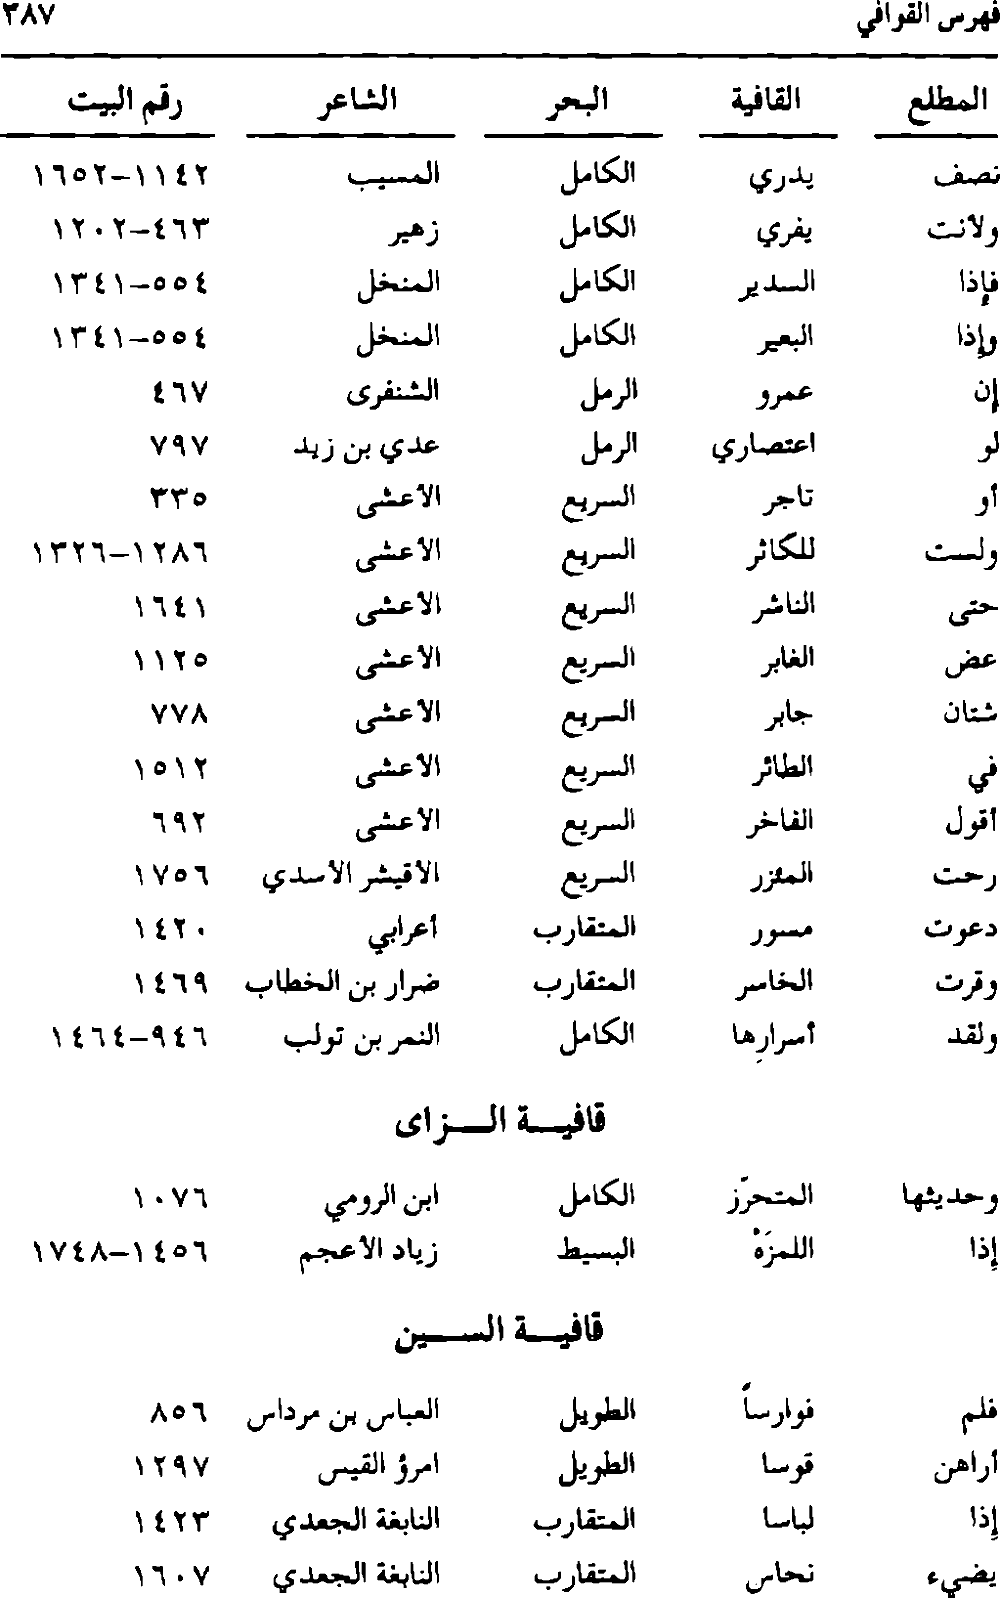 فهرس القوافي ٣٨٧
المطلع القافية البحر الشاعر رقم البيت
نصف يدري الكامل المسيب ١١٤٢-١٦٥٢
ولأنت يفري الكامل زهير ٤٦٣-١٢٠٢
فإذا السدير الكامل المنخل ٥٥٤-١٣٤١
وإذا البعير الكامل المنخل ٥٥٤-١٣٤١
إن عمرو الرمل الشنفرى ٤٦٧
لو اعتصاري الرمل عدي بن زيد ٧٩٧
أو تاجر السريع الأعشى ٣٣٥
ولست للكاثر السريع الأعشى ١٢٨٦-١٣٢٦
حتى الناشر السريع الأعشى ١٦٤١
عض الغابر السريع الأعشى ١١٢٥
شتان جابر السريع الأعشى ٧٧٨
في الطائر السريع الأعشى ١٥١٢
أقول الفاخر السريع الأعشى ٦٩٢
رحت المئزر السريع الأقيشر الأسدي ١٧٥٦
دعوت مسور المتقارب أعرابي ١٤٢٠
وقرت الخاسر المتقارب ضرار بن الخطاب ١٤٦٩
ولقد أسرارِها الكامل النمر بن تولب ٩٤٦-١٤٦٤
قافيـــة الـــزاى
وحديثها المتحرّز الكامل ابن الرومي ١٠٧٦
إذا اللمزَهْ البسيط زياد الأعجم ١٤٥٦-١٧٤٨
قافيـــة الســـين
فلم فوارساً الطويل العباس بن مرداس ٨٥٦
أراهن قوسا الطويل امرؤ القيس ١٢٩٧
إذا لباسا المتقارب النابغة الجعدي ١٤٢٣
يضيء نحاس المتقارب النابغة الجعدي ١٦٠٧